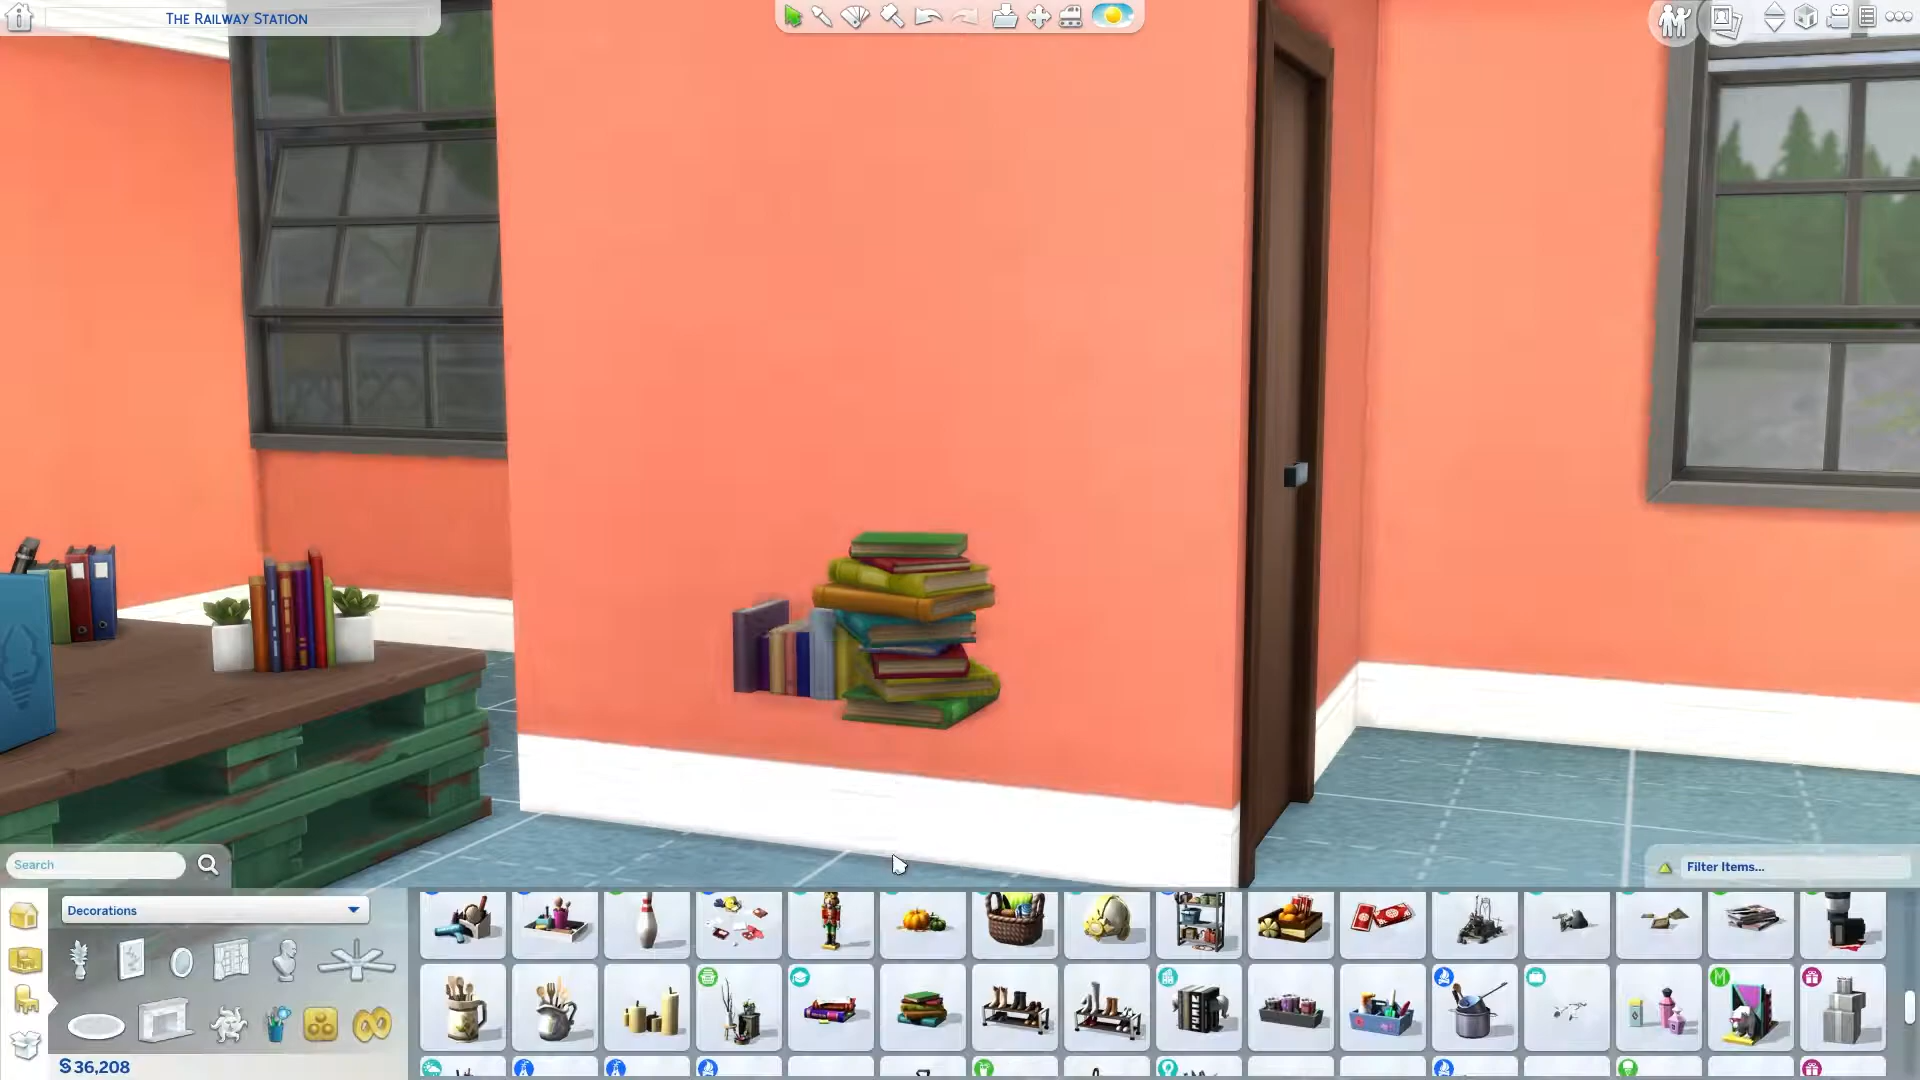 THE RAILWAY STATION
Search
Filter Items...
Decorations
§36,208